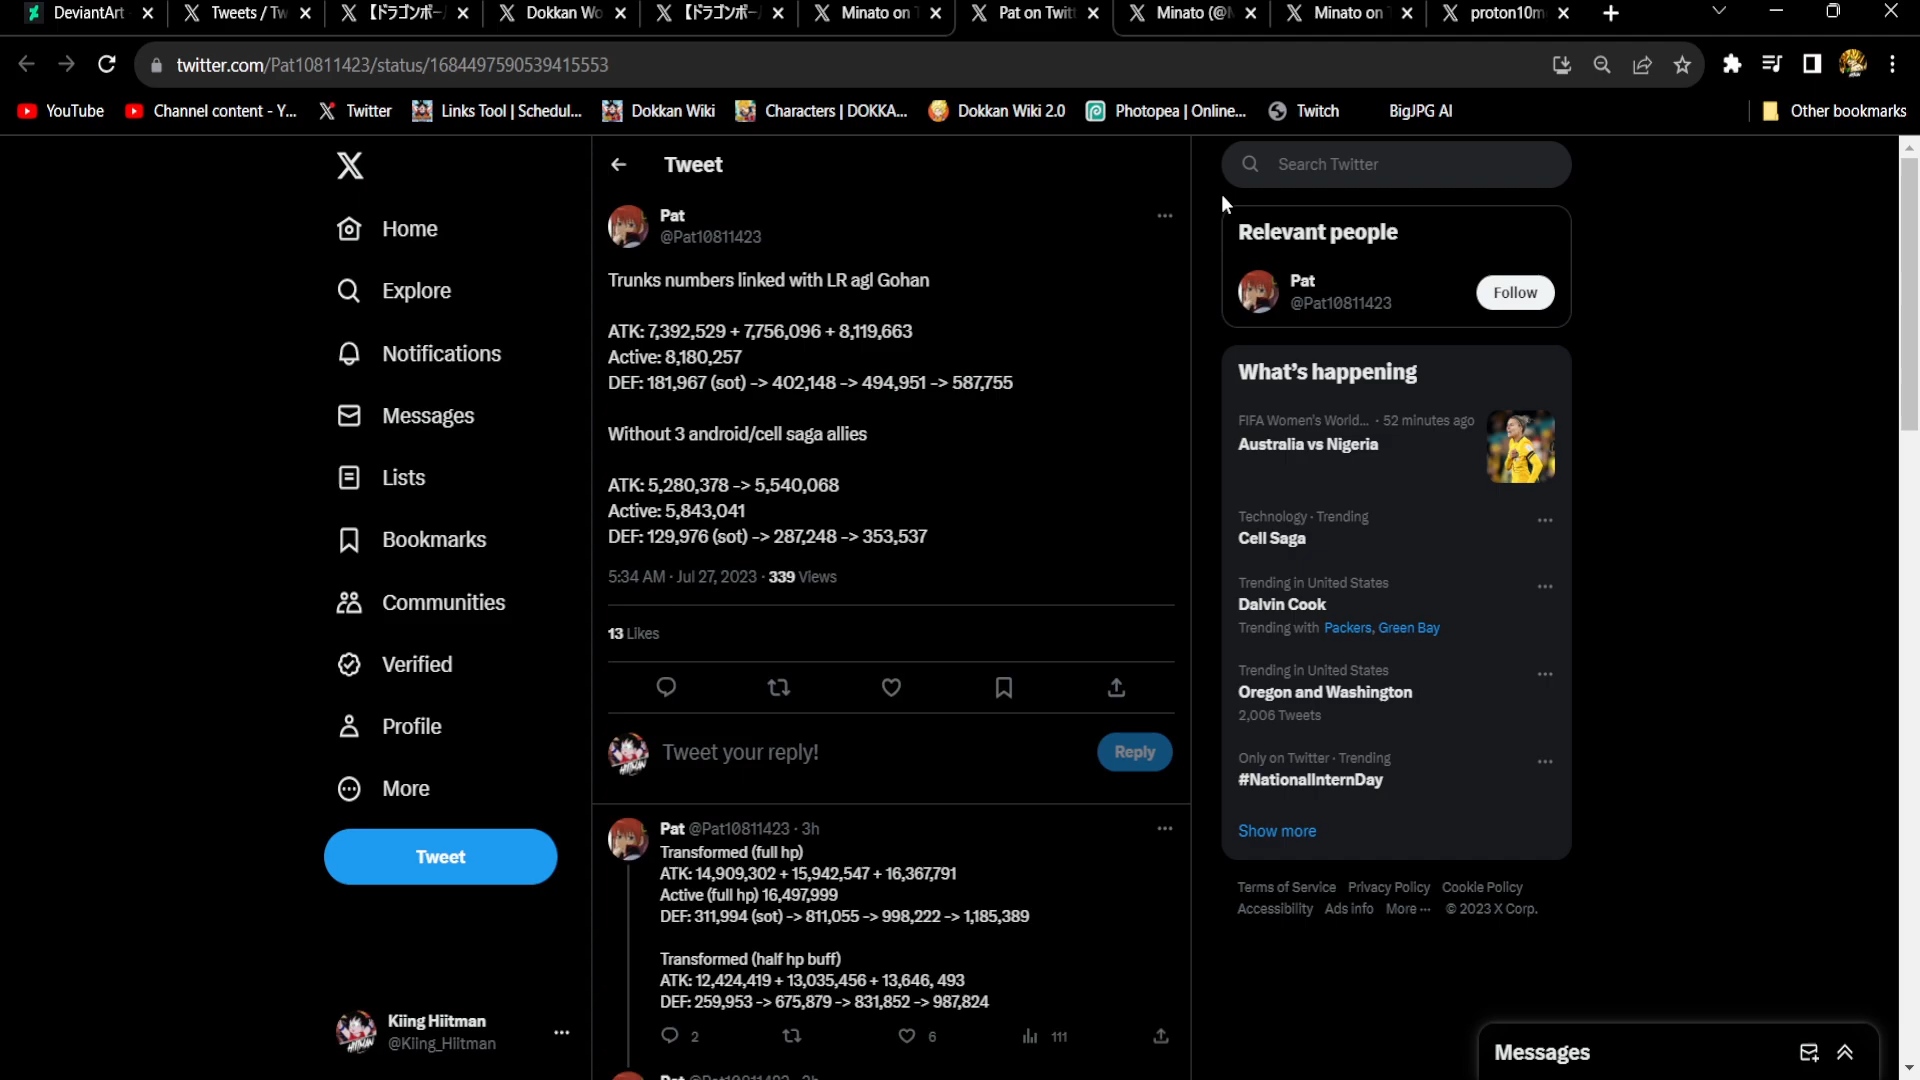 DeviantArt
Tweets / Tw
【ドラゴンボー
Dokkan Wo
【ドラゴンボー
Minato on
Pat on Twitt
Minato (@
Minato on
proton10m
twitter.com/Pat10811423/status/1684497590539415553
YouTube
Channel content - Y...
Twitter
Links Tool | Schedul...
Dokkan Wiki
Characters | DOKKA...
Dokkan Wiki 2.0
Photopea | Online...
Twitch
BigJPG AI
Other bookmarks
Home
Explore
Notifications
Messages
Lists
Bookmarks
Communities
Verified
Profile
More
Tweet
Kiing Hiitman
@Kiing_Hiitman
Tweet
Pat
@Pat10811423
Trunks numbers linked with LR agl Gohan
ATK: 7,392,529 + 7,756,096 + 8,119,663
Active: 8,180,257
DEF: 181,967 (sot) -> 402,148 -> 494,951 -> 587,755
Without 3 android/cell saga allies
ATK: 5,280,378 -> 5,540,068
Active: 5,843,041
DEF: 129,976 (sot) -> 287,248 -> 353,537
5:34 AM · Jul 27, 2023 · 339 Views
13 Likes
Tweet your reply!
Reply
Pat @Pat10811423 · 3h
Transformed (full hp)
ATK: 14,909,302 + 15,942,547 + 16,367,791
Active (full hp) 16,497,999
DEF: 311,994 (sot) -> 811,055 -> 998,222 -> 1,185,389
Transformed (half hp buff)
ATK: 12,424,419 + 13,035,456 + 13,646, 493
DEF: 259,953 -> 675,879 -> 831,852 -> 987,824
2
6
111
Pat @Pat10811423 · 3h
Search Twitter
Relevant people
Pat
@Pat10811423
Follow
What's happening
FIFA Women's World... · 52 minutes ago
Australia vs Nigeria
Technology · Trending
Cell Saga
Trending in United States
Dalvin Cook
Trending with Packers, Green Bay
Trending in United States
Oregon and Washington
2,006 Tweets
Only on Twitter · Trending
#NationalInternDay
Show more
Terms of Service Privacy Policy Cookie Policy
Accessibility Ads info More ··· © 2023 X Corp.
Messages